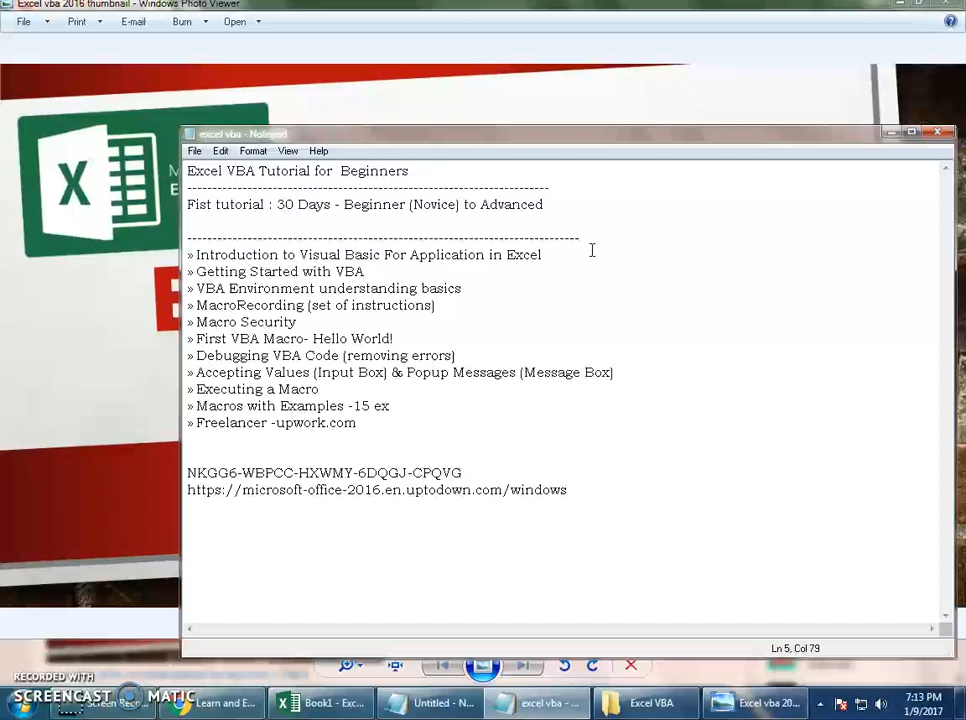 Excel vba 2016 thumbnail - Windows Photo Viewer
File Print E-mail Burn Open
excel vba - Notepad
File Edit Format View Help
Excel VBA Tutorial for Beginners
------------------------------------------------------------------------
Fist tutorial : 30 Days - Beginner (Novice) to Advanced
------------------------------------------------------------------------------
» Introduction to Visual Basic For Application in Excel
» Getting Started with VBA
» VBA Environment understanding basics
» MacroRecording (set of instructions)
» Macro Security
» First VBA Macro- Hello World!
» Debugging VBA Code (removing errors)
» Accepting Values (Input Box) & Popup Messages (Message Box)
» Executing a Macro
» Macros with Examples -15 ex
» Freelancer -upwork.com
NKGG6-WBPCC-HXWMY-6DQGJ-CPQVG
https://microsoft-office-2016.en.uptodown.com/windows
Ln 5, Col 79
RECORDED WITH
SCREENCAST MATIC
Screen Reco... Learn and E... Book1 - Exc... Untitled - N... excel vba - ... Excel VBA Excel vba 20...
7:13 PM
1/9/2017